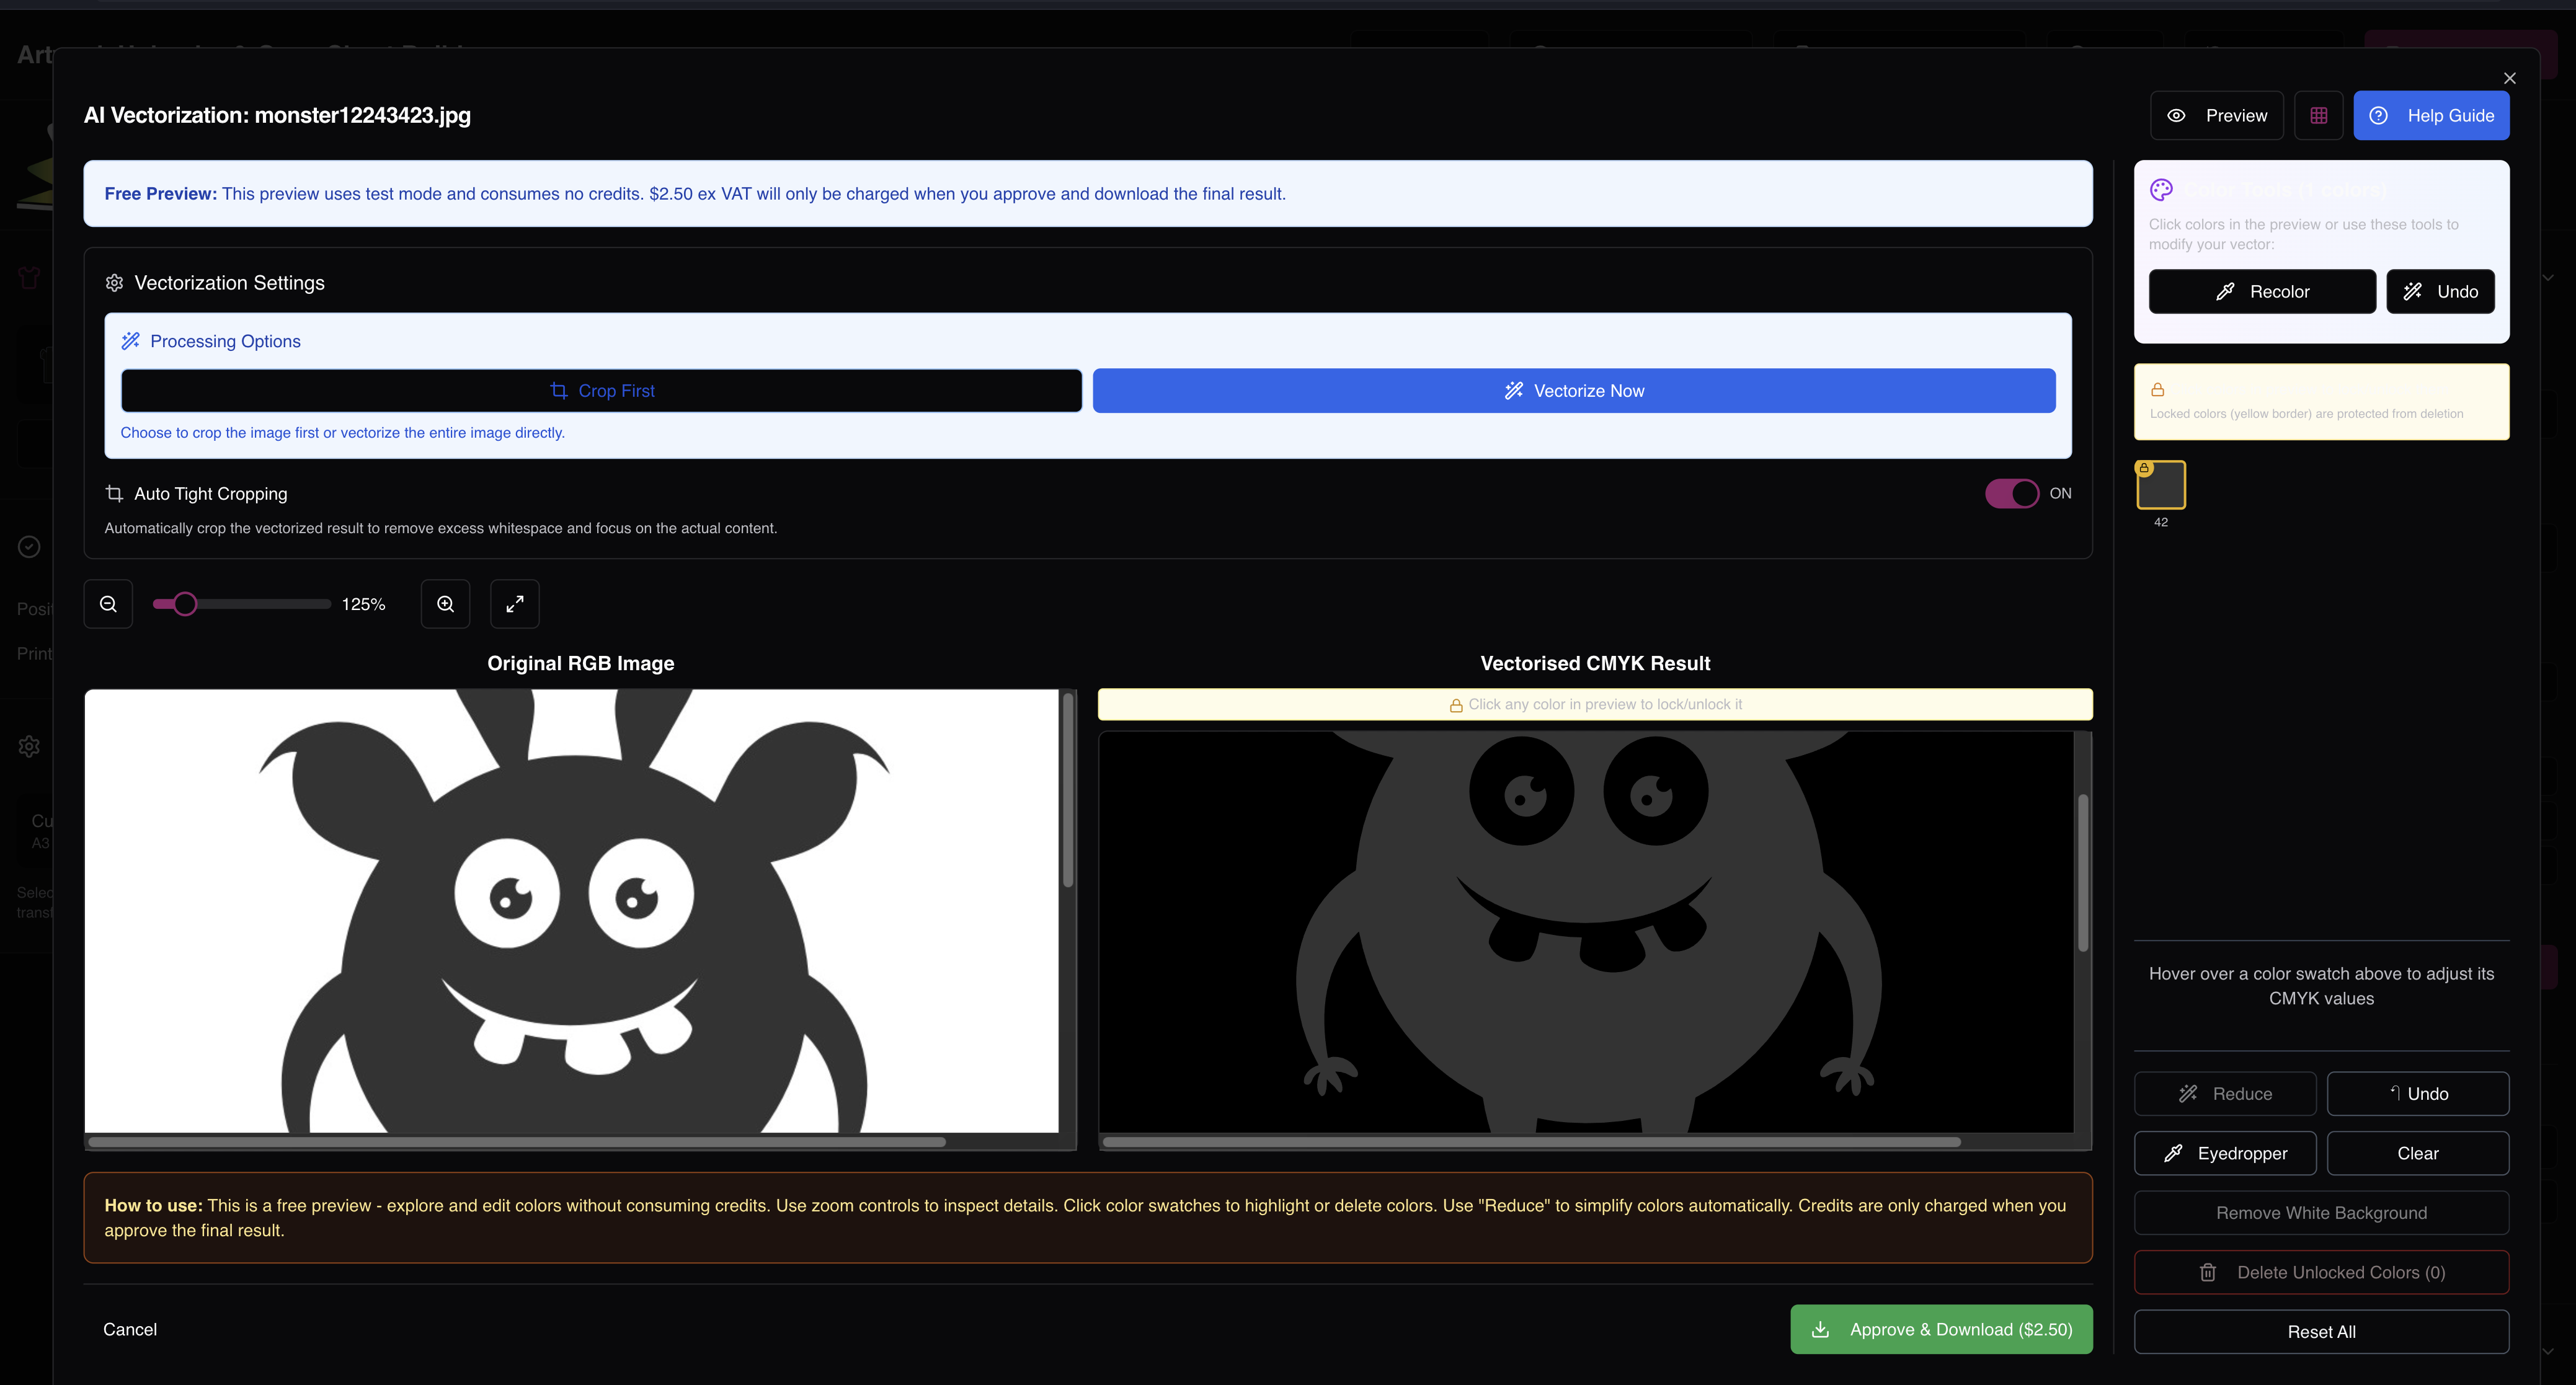 AI Vectorization: monster12243423.jpg
Preview
Help Guide
Free Preview: This preview uses test mode and consumes no credits. $2.50 ex VAT will only be charged when you approve and download the final result.
Vectorization Settings
Processing Options
Crop First
Vectorize Now
Choose to crop the image first or vectorize the entire image directly.
Auto Tight Cropping
ON
Automatically crop the vectorized result to remove excess whitespace and focus on the actual content.
125%
Original RGB Image
Vectorised CMYK Result
Click any color in preview to lock/unlock it
How to use: This is a free preview - explore and edit colors without consuming credits. Use zoom controls to inspect details. Click color swatches to highlight or delete colors. Use "Reduce" to simplify colors automatically. Credits are only charged when you
approve the final result.
Cancel
Approve & Download ($2.50)
Click colors in the preview or use these tools to
modify your vector:
Recolor
Undo
Locked colors (yellow border) are protected from deletion
42
Hover over a color swatch above to adjust its
CMYK values
Reduce
Undo
Eyedropper
Clear
Remove White Background
Delete Unlocked Colors (0)
Reset All
Print
A3